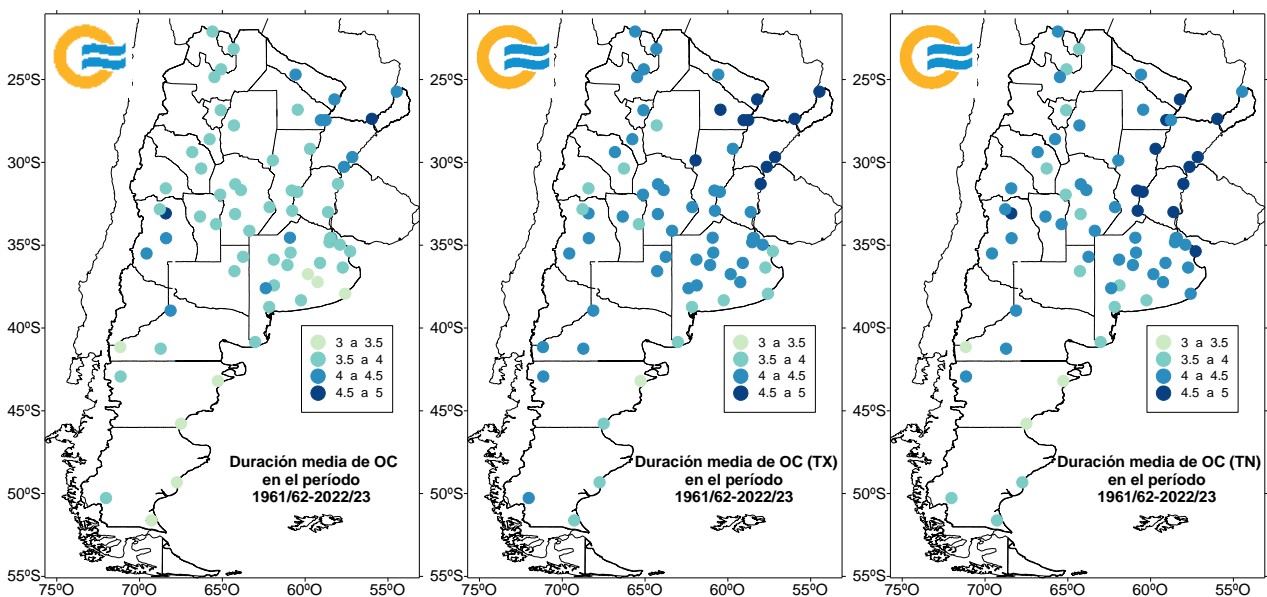 25ºS
30ºS
35ºS
40ºS
45ºS
50ºS
55ºS
75ºO
70ºO
65ºO
60ºO
55ºO
3 a 3.5
3.5 a 4
4 a 4.5
4.5 a 5
Duración media de OC
en el período
1961/62-2022/23
25ºS
30ºS
35ºS
40ºS
45ºS
50ºS
55ºS
75ºO
70ºO
65ºO
60ºO
55ºO
3 a 3.5
3.5 a 4
4 a 4.5
4.5 a 5
Duración media de OC (TX)
en el período
1961/62-2022/23
25ºS
30ºS
35ºS
40ºS
45ºS
50ºS
55ºS
75ºO
70ºO
65ºO
60ºO
55ºO
3 a 3.5
3.5 a 4
4 a 4.5
4.5 a 5
Duración media de OC (TN)
en el período
1961/62-2022/23